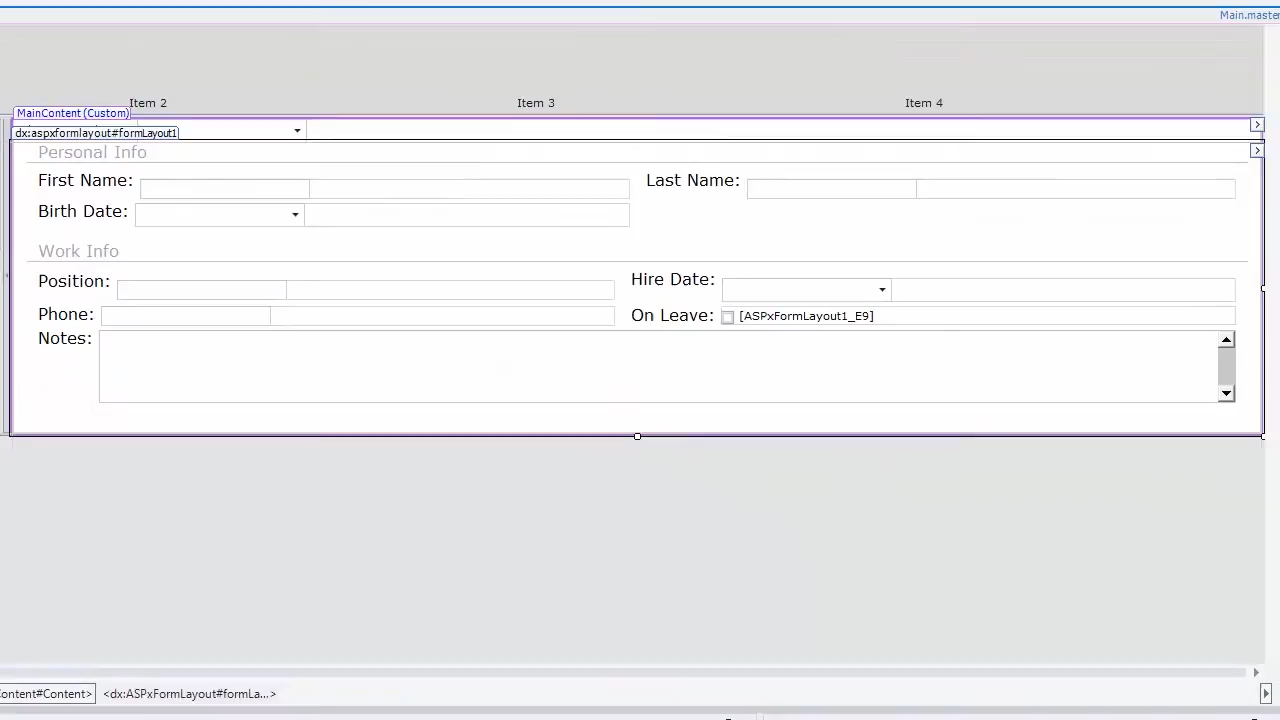 Main.master
Item 2 Item 3 Item 4
MainContent (Custom)
dx:aspxformlayout#formLayout1
Personal Info
First Name: Last Name:
Birth Date:
Work Info
Position: Hire Date:
Phone: On Leave: [ASPxFormLayout1_E9]
Notes:
ontent#Content> <dx:ASPxFormLayout#formLa...>